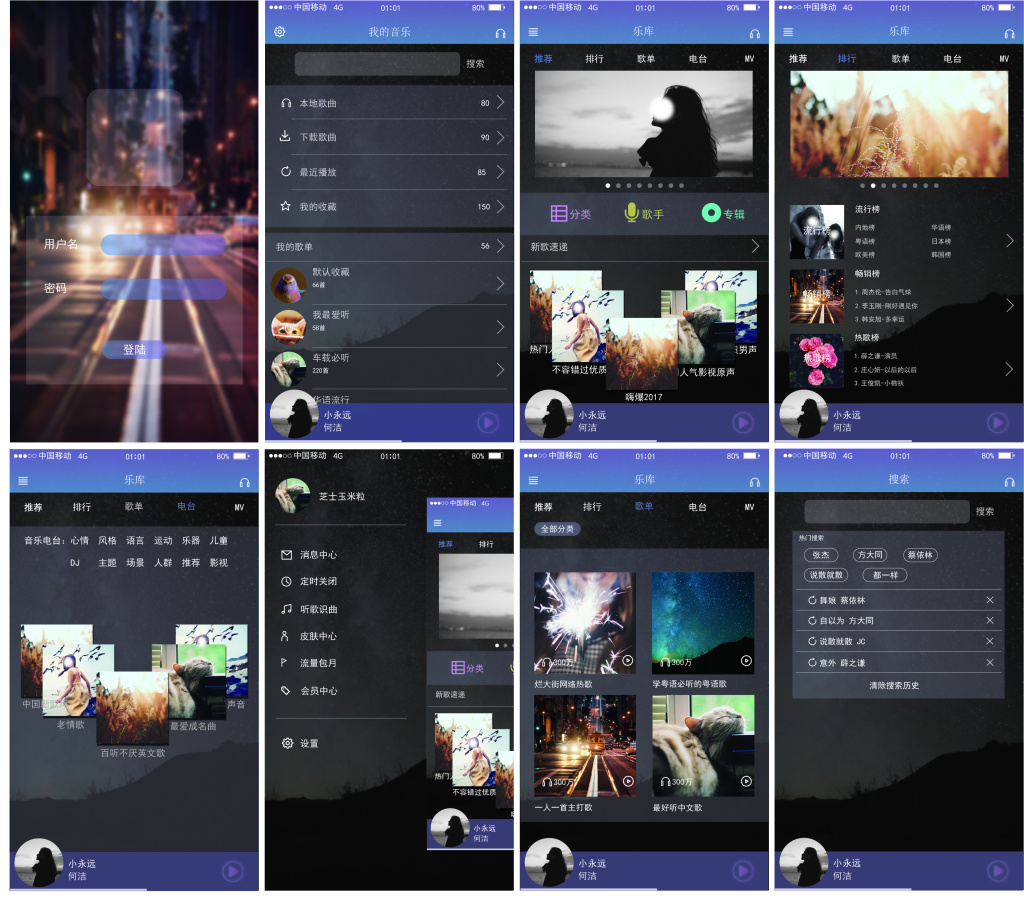 用户名
密码
登陆
●●●○○ 中国移动 4G 01:01 80%
我的音乐
搜索
本地歌曲 80
下载歌曲 90
最近播放 85
我的收藏 150
我的歌单 56
默认收藏
66首
我最爱听
58首
车载必听
220首
华语流行
小永远
何洁
●●●○○ 中国移动 4G 01:01 80%
乐库
推荐 排行 歌单 电台 MV
分类 歌手 专辑
新歌速递
热门
不容错过优质
嗨爆2017
人气影视原声
男声
小永远
何洁
●●●○○ 中国移动 4G 01:01 80%
乐库
推荐 排行 歌单 电台 MV
流行榜
流行榜
内地榜 华语榜
粤语榜 日本榜
欧美榜 韩国榜
畅销榜
畅销榜
1. 周杰伦-告白气球
2. 李玉刚-刚好遇见你
3. 韩安旭-多幸运
热歌榜
热歌榜
1. 薛之谦-演员
2. 庄心妍-以后的以后
3. 王俊凯-小棉袄
小永远
何洁
●●●○○ 中国移动 4G 01:01 80%
乐库
推荐 排行 歌单 电台 MV
音乐电台: 心情 风格 语言 运动 乐器 儿童
DJ 主题 场景 人群 推荐 影视
中国
老情歌
百听不厌英文歌
最爱成名曲
声音
小永远
何洁
●●●○○ 中国移动 4G 01:01 80%
芝士玉米粒
消息中心
定时关闭
听歌识曲
皮肤中心
流量包月
会员中心
设置
●●●○○ 中国移动 4G
推荐 排行
分类
新歌速递
热门
不容错过优质
小永远
何洁
●●●○○ 中国移动 4G 01:01 80%
乐库
推荐 排行 歌单 电台 MV
全部分类
300万 300万
烂大街网络热歌 学粤语必听的粤语歌
300万 300万
一人一首主打歌 最好听中文歌
小永远
何洁
●●●○○ 中国移动 4G 01:01 80%
搜索
搜索
热门搜索
张杰 方大同 蔡依林
说散就散 都一样
舞娘 蔡依林
自以为 方大同
说散就散 JC
意外 薛之谦
清除搜索历史
小永远
何洁